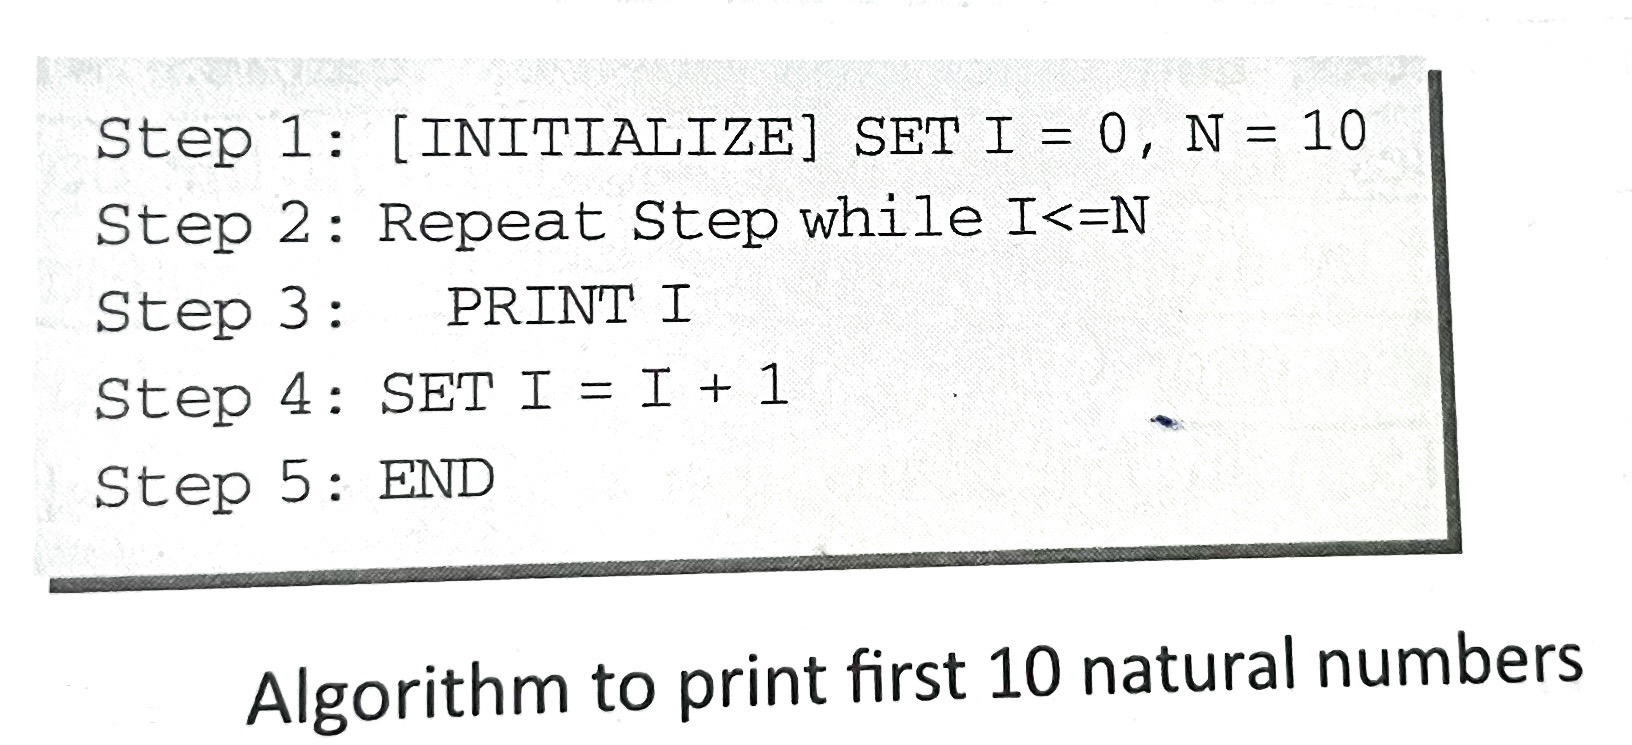 Step 1: [INITIALIZE] SET I = 0, N = 10
Step 2: Repeat Step while I<=N
Step 3: PRINT I
Step 4: SET I = I + 1
Step 5: END
Algorithm to print first 10 natural numbers